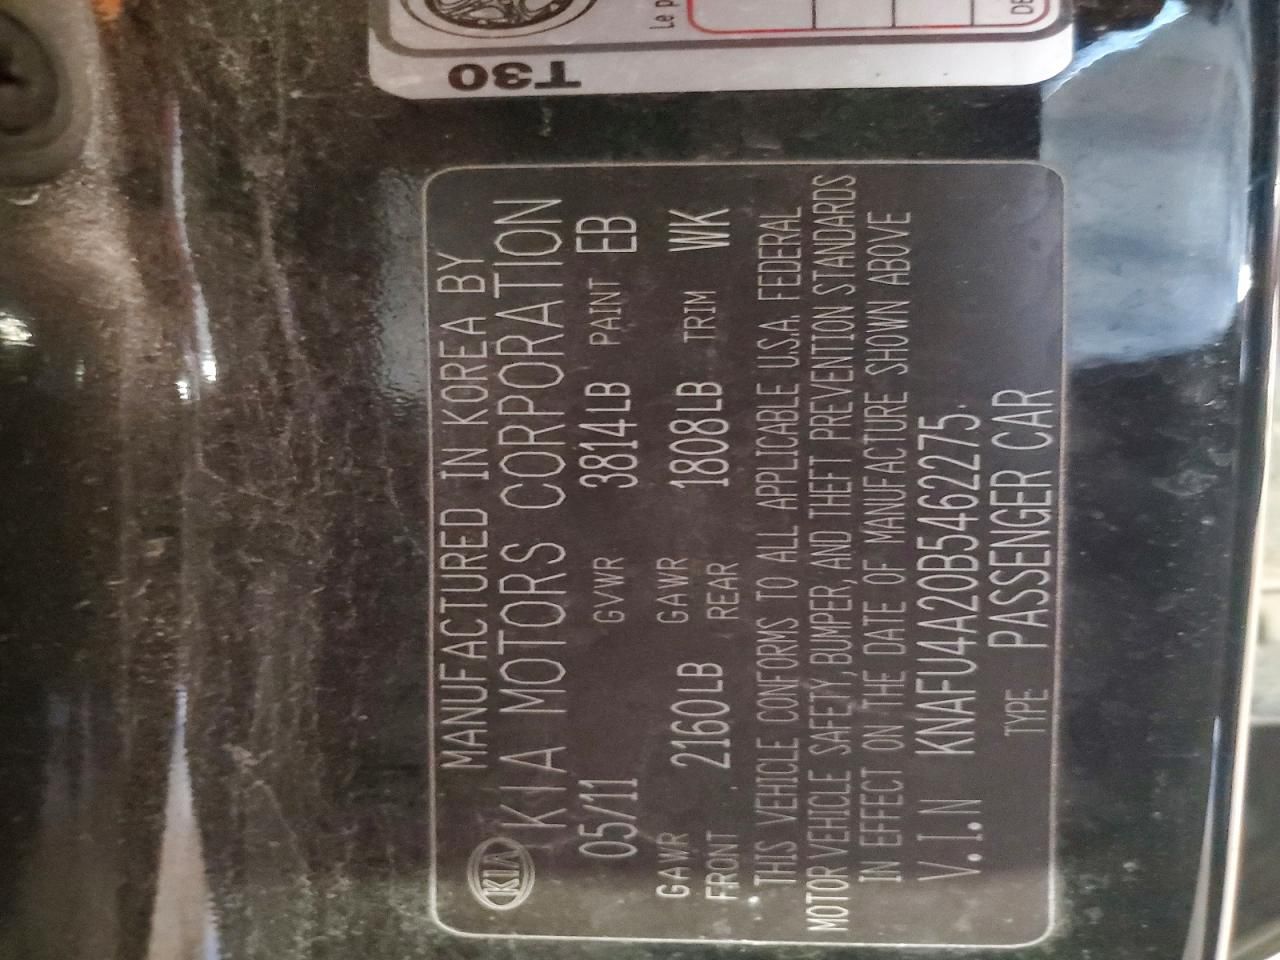 MANUFACTURED IN KOREA BY
KIA KIA MOTORS CORPORATION
05/11 GVWR 3814LB PAINT EB
GAWR FRONT 2160LB GAWR REAR 1808LB TRIM WK
THIS VEHICLE CONFORMS TO ALL APPLICABLE U.S.A. FEDERAL
MOTOR VEHICLE SAFETY, BUMPER, AND THEFT PREVENTION STANDARDS
IN EFFECT ON THE DATE OF MANUFACTURE SHOWN ABOVE
V.I.N KNAFU4A20B5462275
TYPE PASSENGER CAR
T30
Le p